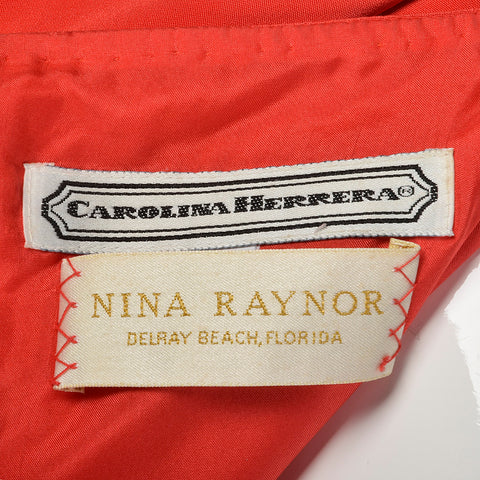 CAROLINA HERRERA®
NINA RAYNOR
DELRAY BEACH, FLORIDA